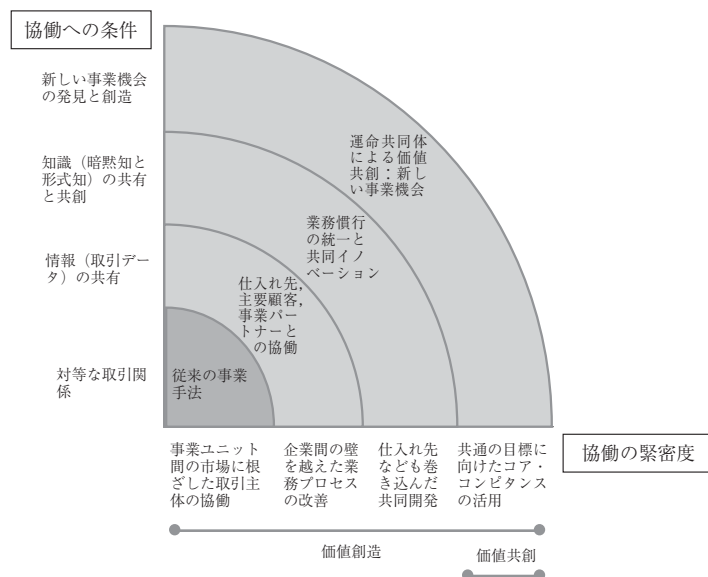 協働への条件
新しい事業機会
の発見と創造
知識（暗黙知と
形式知）の共有
と共創
情報（取引デー
タ）の共有
対等な取引関
係
運命共同体
による価値
共創：新し
い事業機会
業務慣行
の統一と
共同イノ
ベーション
仕入れ先，
主要顧客，
事業パー
トナーと
の協働
従来の事業
手法
事業ユニット
間の市場に根
ざした取引主
体の協働
企業間の壁
を越えた業
務プロセス
の改善
仕入れ先
なども巻
き込んだ
共同開発
共通の目標に
向けたコア・
コンピタンス
の活用
協働の緊密度
価値創造
価値共創